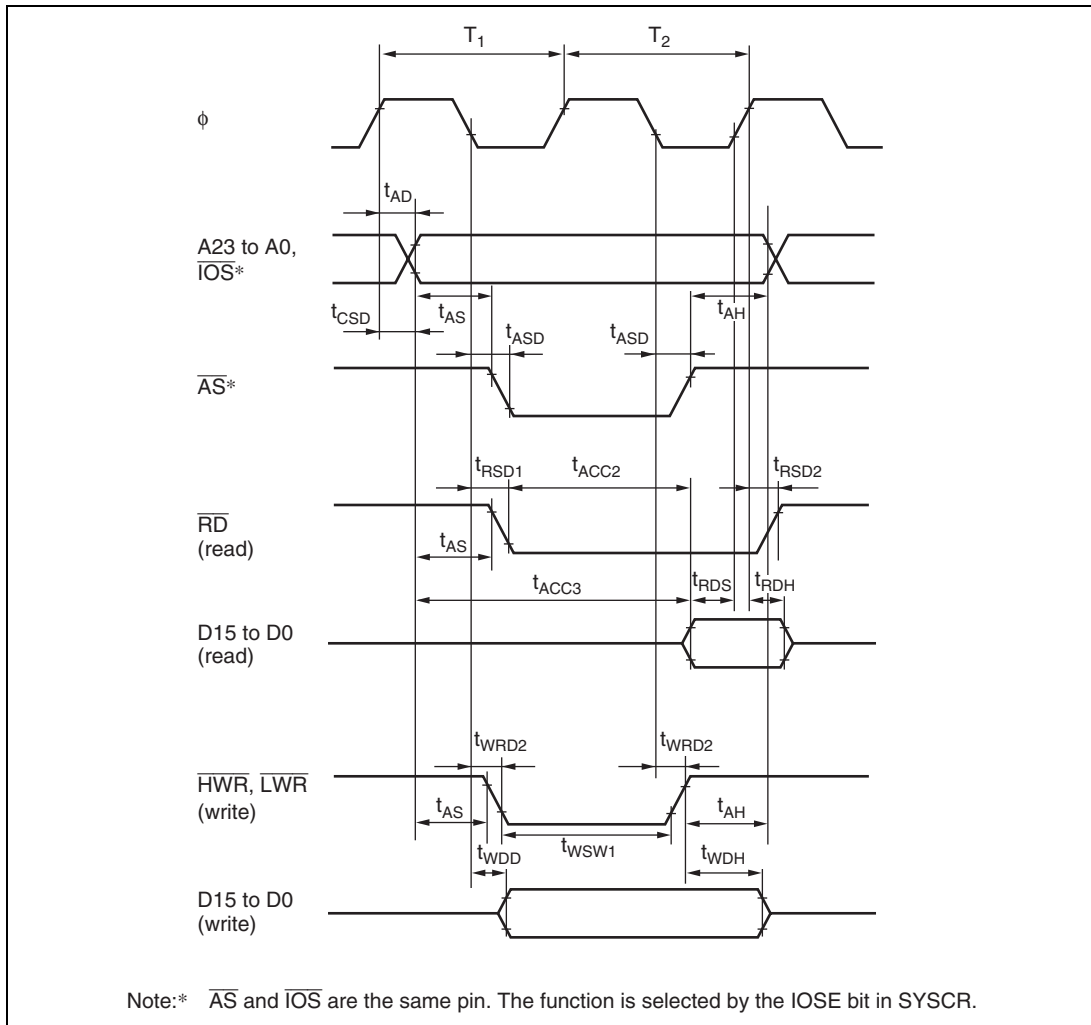 T1 T2
ϕ
tAD
A23 to A0,
IOS*
tCSD tAS tAH
tASD tASD
AS*
tRSD1 tACC2 tRSD2
RD
(read)
tAS
tACC3 tRDS tRDH
D15 to D0
(read)
tWRD2 tWRD2
HWR, LWR
(write)
tAS tAH
tWSW1
tWDD tWDH
D15 to D0
(write)
Note:* AS and IOS are the same pin. The function is selected by the IOSE bit in SYSCR.